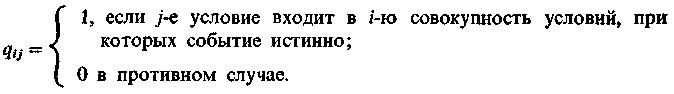 1, если j-е условие входит в i-ю совокупность условий, при
которых событие истинно;
q_{ij} =
0 в противном случае.